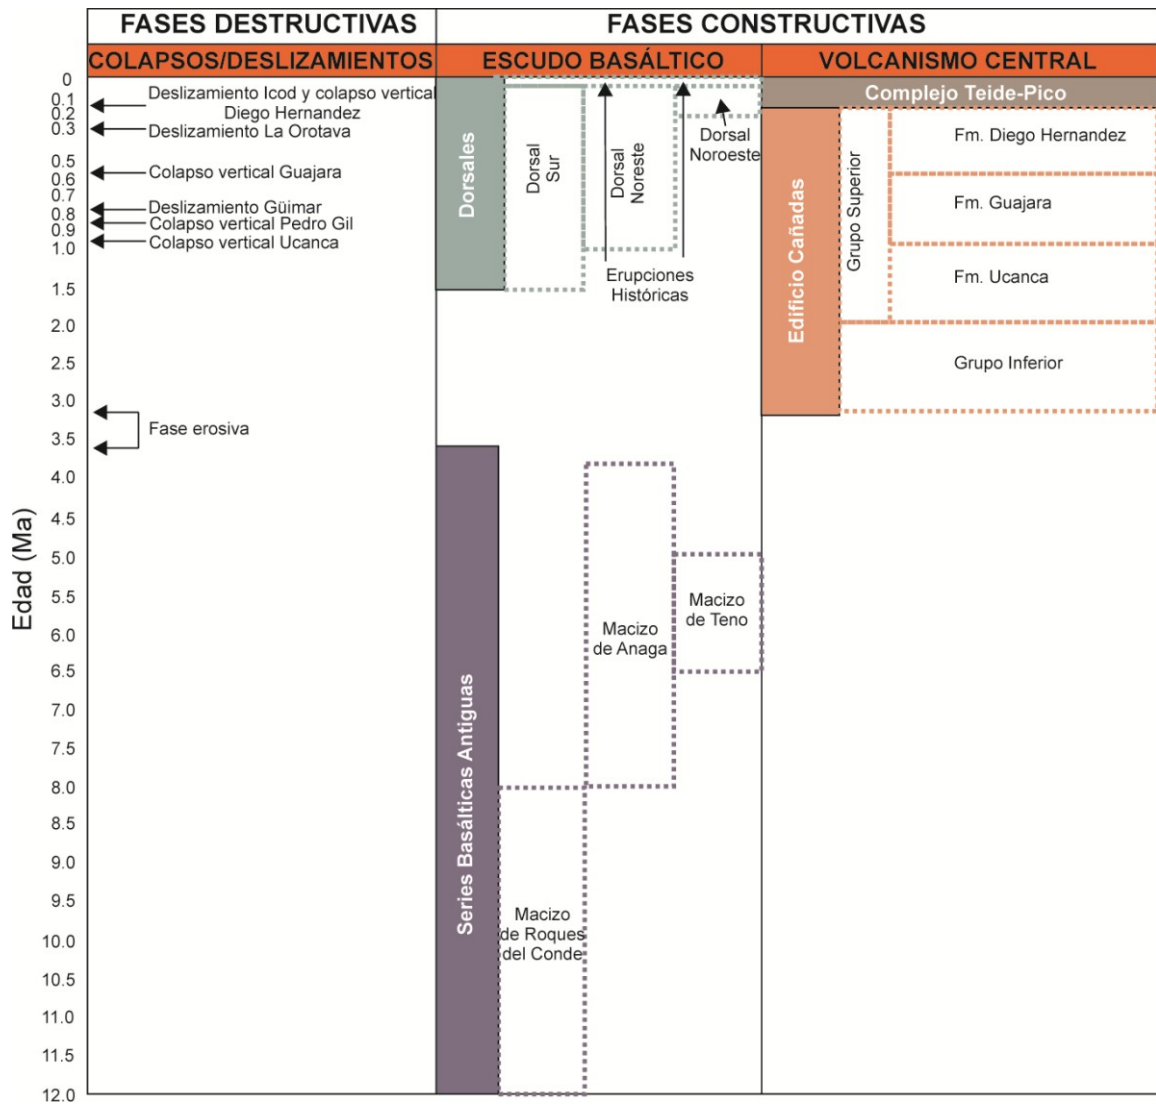 FASES DESTRUCTIVAS
FASES CONSTRUCTIVAS
COLAPSOS/DESLIZAMIENTOS
ESCUDO BASÁLTICO
VOLCANISMO CENTRAL
Edad (Ma)
0
0.1
0.2
0.3
0.5
0.6
0.7
0.8
0.9
1.0
1.5
2.0
2.5
3.0
3.5
4.0
4.5
5.0
5.5
6.0
6.5
7.0
7.5
8.0
8.5
9.0
9.5
10.0
10.5
11.0
11.5
12.0
Deslizamiento Icod y colapso vertical
Diego Hernandez
Deslizamiento La Orotava
Colapso vertical Guajara
Deslizamiento Güimar
Colapso vertical Pedro Gil
Colapso vertical Ucanca
Fase erosiva
Dorsales
Dorsal
Sur
Dorsal
Noreste
Dorsal
Noroeste
Erupciones
Históricas
Series Basálticas Antiguas
Macizo
de Anaga
Macizo
de Teno
Macizo
de Roques
del Conde
Complejo Teide-Pico
Edificio Cañadas
Grupo Superior
Fm. Diego Hernandez
Fm. Guajara
Fm. Ucanca
Grupo Inferior